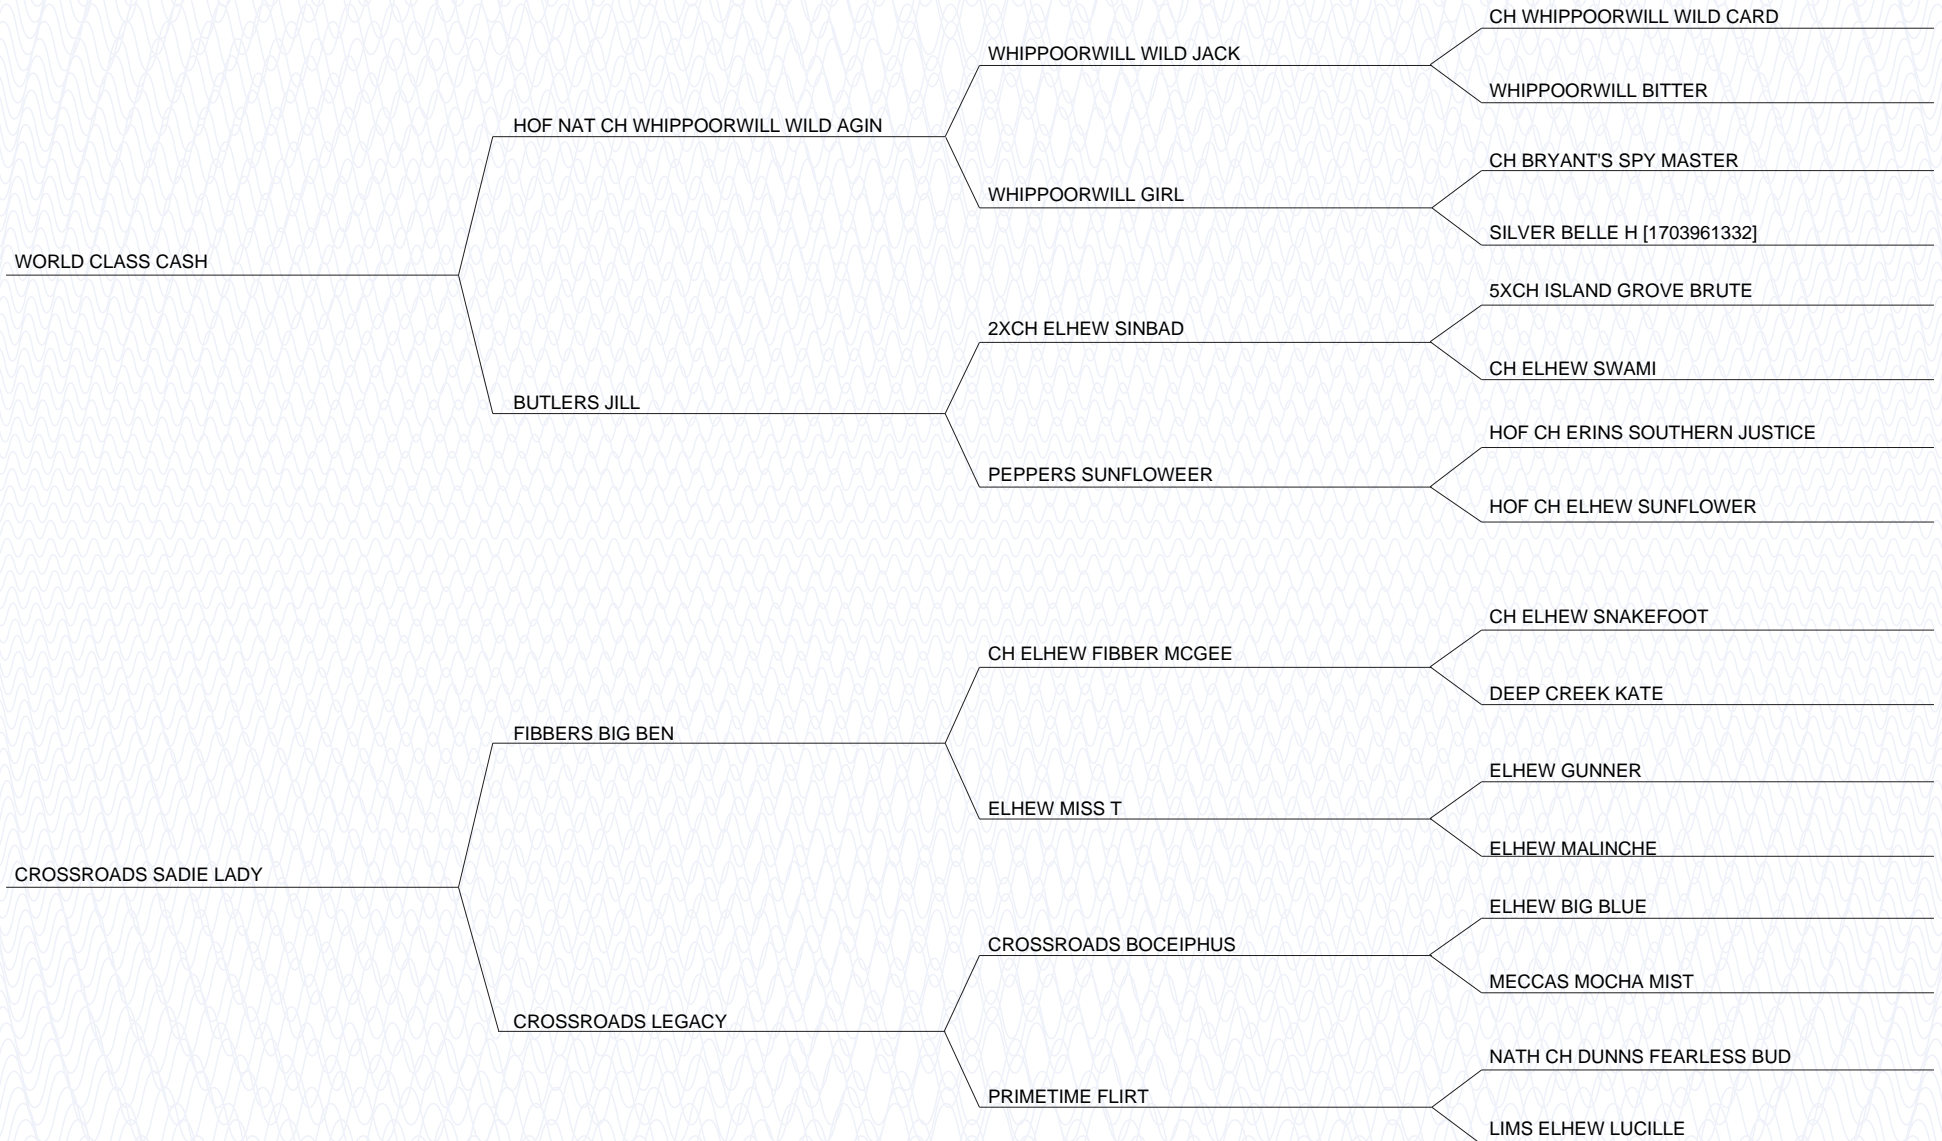 CH WHIPPOORWILL WILD CARD
WHIPPOORWILL WILD JACK
WHIPPOORWILL BITTER
HOF NAT CH WHIPPOORWILL WILD AGIN
CH BRYANT'S SPY MASTER
WHIPPOORWILL GIRL
SILVER BELLE H [1703961332]
WORLD CLASS CASH
5XCH ISLAND GROVE BRUTE
2XCH ELHEW SINBAD
CH ELHEW SWAMI
BUTLERS JILL
HOF CH ERINS SOUTHERN JUSTICE
PEPPERS SUNFLOWEER
HOF CH ELHEW SUNFLOWER
CH ELHEW SNAKEFOOT
CH ELHEW FIBBER MCGEE
DEEP CREEK KATE
FIBBERS BIG BEN
ELHEW GUNNER
ELHEW MISS T
ELHEW MALINCHE
CROSSROADS SADIE LADY
ELHEW BIG BLUE
CROSSROADS BOCEIPHUS
MECCAS MOCHA MIST
CROSSROADS LEGACY
NATH CH DUNNS FEARLESS BUD
PRIMETIME FLIRT
LIMS ELHEW LUCILLE